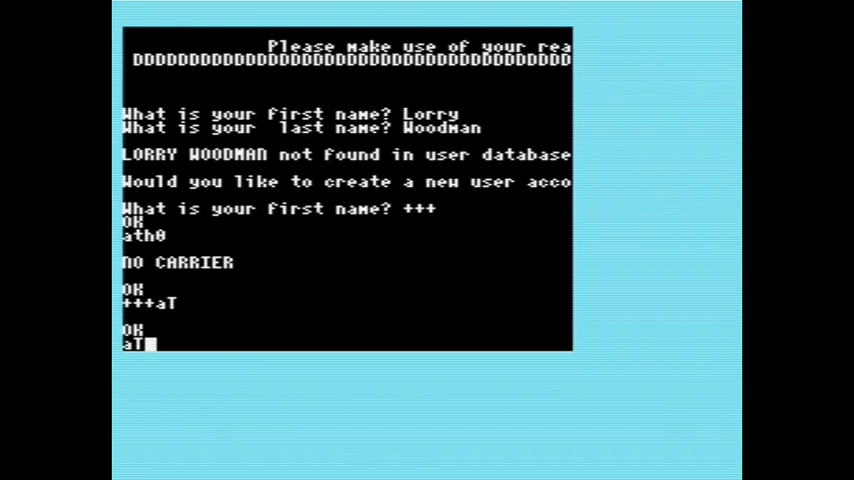 Please make use of your rea
DDDDDDDDDDDDDDDDDDDDDDDDDDDDDDDDDDDDDDD
What is your first name? Lorry
What is your  last name? Woodman
LORRY WOODMAN not found in user database
Would you like to create a new user acco
What is your first name? +++
OK
ath0
NO CARRIER
OK
+++aT
OK
aT